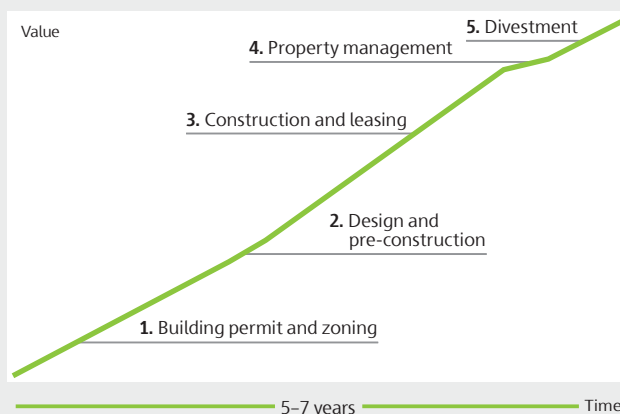 Value
5. Divestment
4. Property management
3. Construction and leasing
2. Design and
pre-construction
1. Building permit and zoning
5–7 years
Time